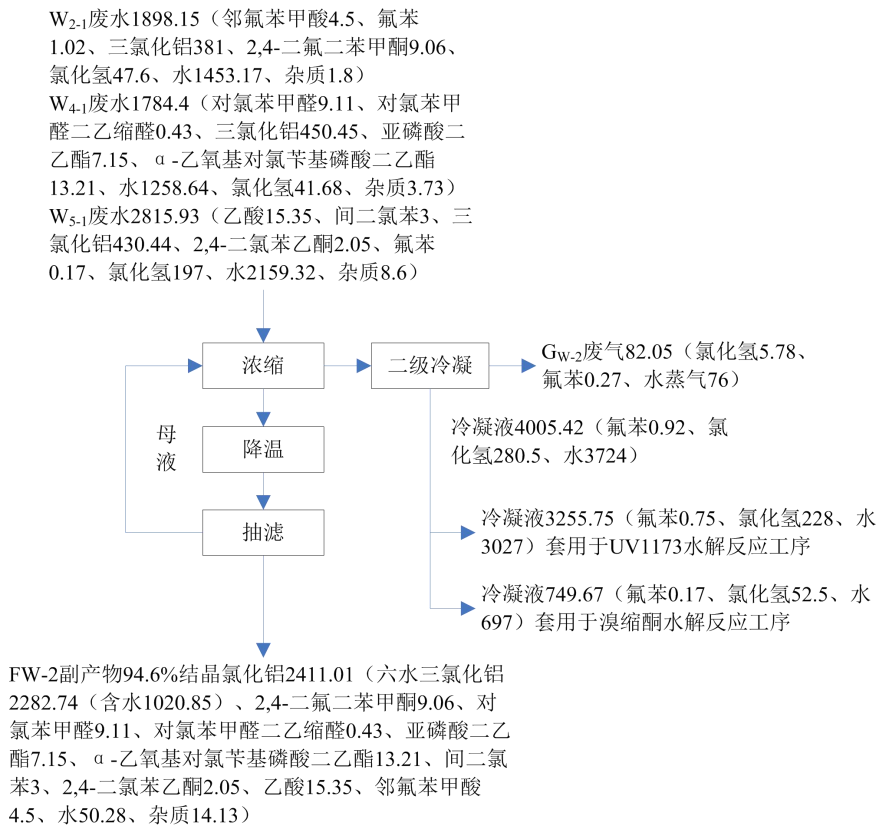 W2-1废水1898.15（邻氟苯甲酸4.5、氟苯
1.02、三氯化铝381、2,4-二氟二苯甲酮9.06、
氯化氢47.6、水1453.17、杂质1.8）
W4-1废水1784.4（对氯苯甲醛9.11、对氯苯甲
醛二乙缩醛0.43、三氯化铝450.45、亚磷酸二
乙酯7.15、α-乙氧基对氯苄基磷酸二乙酯
13.21、水1258.64、氯化氢41.68、杂质3.73）
W5-1废水2815.93（乙酸15.35、间二氯苯3、三
氯化铝430.44、2,4-二氯苯乙酮2.05、氟苯
0.17、氯化氢197、水2159.32、杂质8.6）
浓缩
二级冷凝
GW-2废气82.05（氯化氢5.78、
氟苯0.27、水蒸气76）
母
液
降温
冷凝液4005.42（氟苯0.92、氯
化氢280.5、水3724）
抽滤
冷凝液3255.75（氟苯0.75、氯化氢228、水
3027）套用于UV1173水解反应工序
冷凝液749.67（氟苯0.17、氯化氢52.5、水
697）套用于溴缩酮水解反应工序
FW-2副产物94.6%结晶氯化铝2411.01（六水三氯化铝
2282.74（含水1020.85）、2,4-二氟二苯甲酮9.06、对
氯苯甲醛9.11、对氯苯甲醛二乙缩醛0.43、亚磷酸二乙
酯7.15、α-乙氧基对氯苄基磷酸二乙酯13.21、间二氯
苯3、2,4-二氯苯乙酮2.05、乙酸15.35、邻氟苯甲酸
4.5、水50.28、杂质14.13）